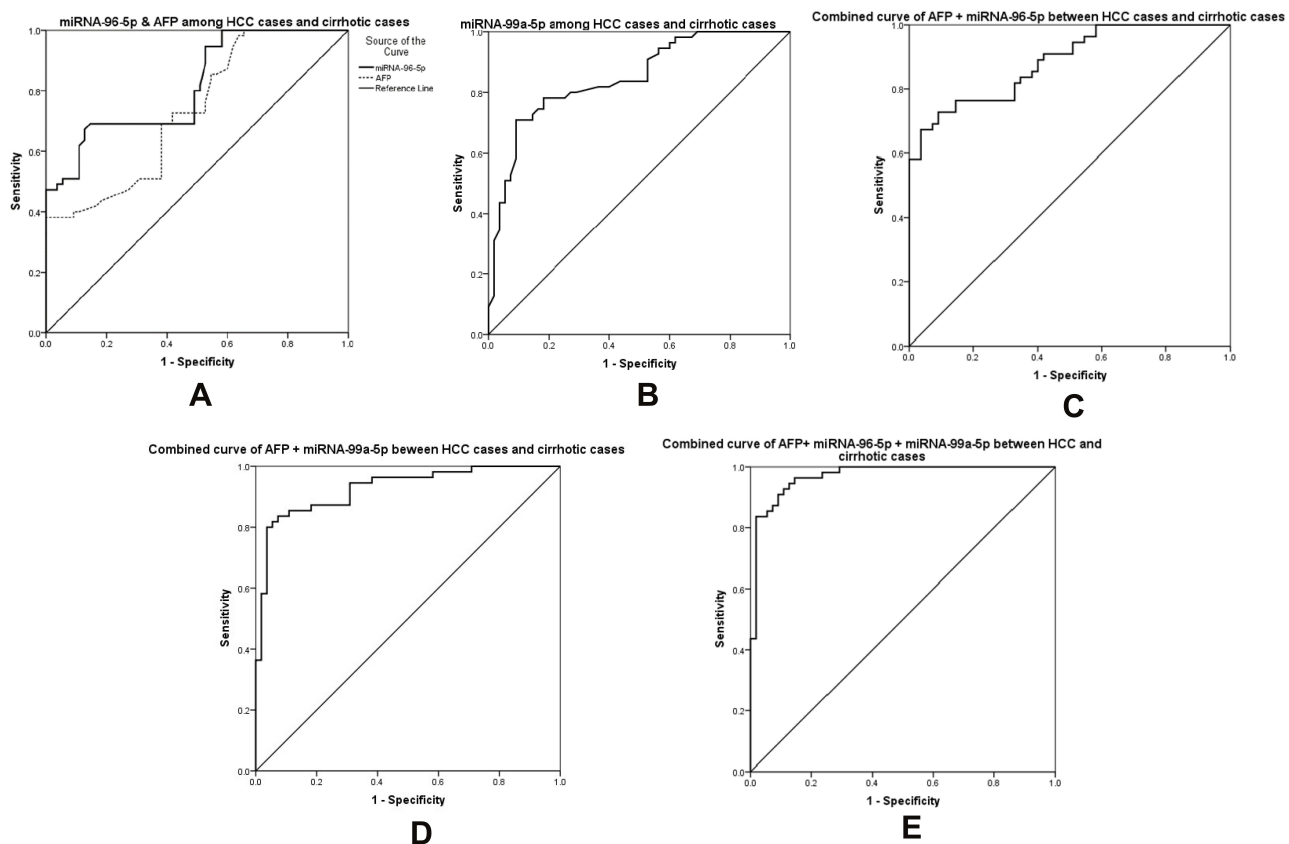 miRNA-96-5p & AFP among HCC cases and cirrhotic cases
Source of the
Curve
miRNA-96-5p
AFP
Reference Line
Sensitivity
1.0
0.8
0.6
0.4
0.2
0.0
0.0 0.2 0.4 0.6 0.8 1.0
1 - Specificity
A
miRNA-99a-5p among HCC cases and cirrhotic cases
Sensitivity
1.0
0.8
0.6
0.4
0.2
0.0
0.0 0.2 0.4 0.6 0.8 1.0
1 - Specificity
B
Combined curve of AFP + miRNA-96-5p between HCC cases and cirrhotic cases
Sensitivity
1.0
0.8
0.6
0.4
0.2
0.0
0.0 0.2 0.4 0.6 0.8 1.0
1 - Specificity
C
Combined curve of AFP + miRNA-99a-5p beween HCC cases and cirrhotic cases
Sensitivity
1.0
0.8
0.6
0.4
0.2
0.0
0.0 0.2 0.4 0.6 0.8 1.0
1 - Specificity
D
Combined curve of AFP+ miRNA-96-5p + miRNA-99a-5p between HCC and
cirrhotic cases
Sensitivity
1.0
0.8
0.6
0.4
0.2
0.0
0.0 0.2 0.4 0.6 0.8 1.0
1 - Specificity
E